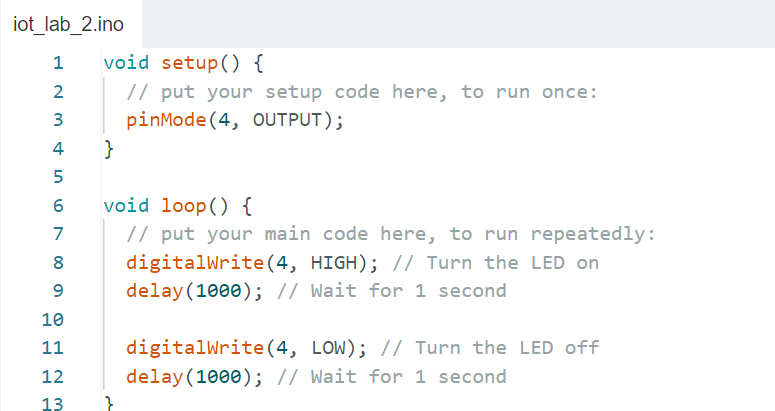 iot_lab_2.ino
1 void setup() {
2 // put your setup code here, to run once:
3 pinMode(4, OUTPUT);
4 }
5
6 void loop() {
7 // put your main code here, to run repeatedly:
8 digitalWrite(4, HIGH); // Turn the LED on
9 delay(1000); // Wait for 1 second
10
11 digitalWrite(4, LOW); // Turn the LED off
12 delay(1000); // Wait for 1 second
13 }